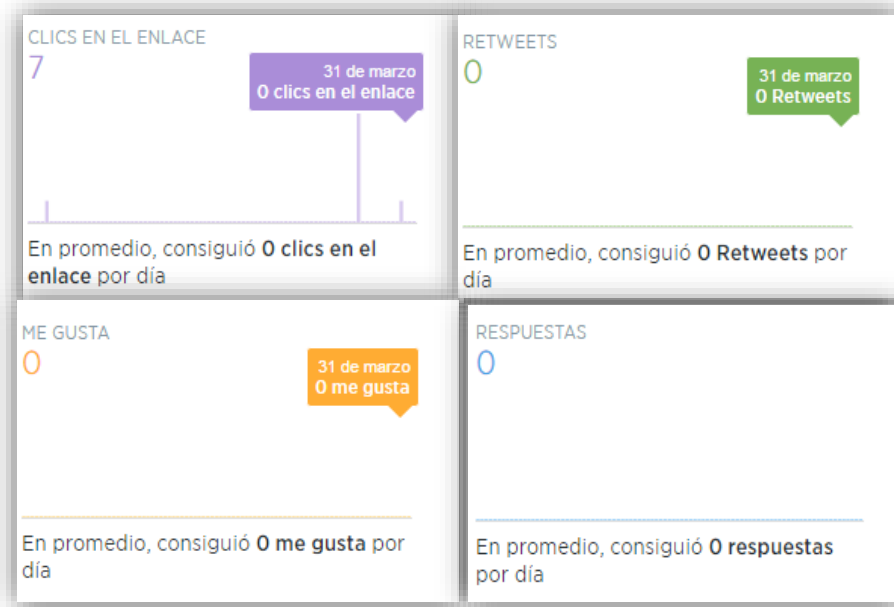 CLICS EN EL ENLACE
7
31 de marzo
0 clics en el enlace
En promedio, consiguió 0 clics en el
enlace por día
RETWEETS
0
31 de marzo
0 Retweets
En promedio, consiguió 0 Retweets por
día
ME GUSTA
0
31 de marzo
0 me gusta
En promedio, consiguió 0 me gusta por
día
RESPUESTAS
0
En promedio, consiguió 0 respuestas
por día